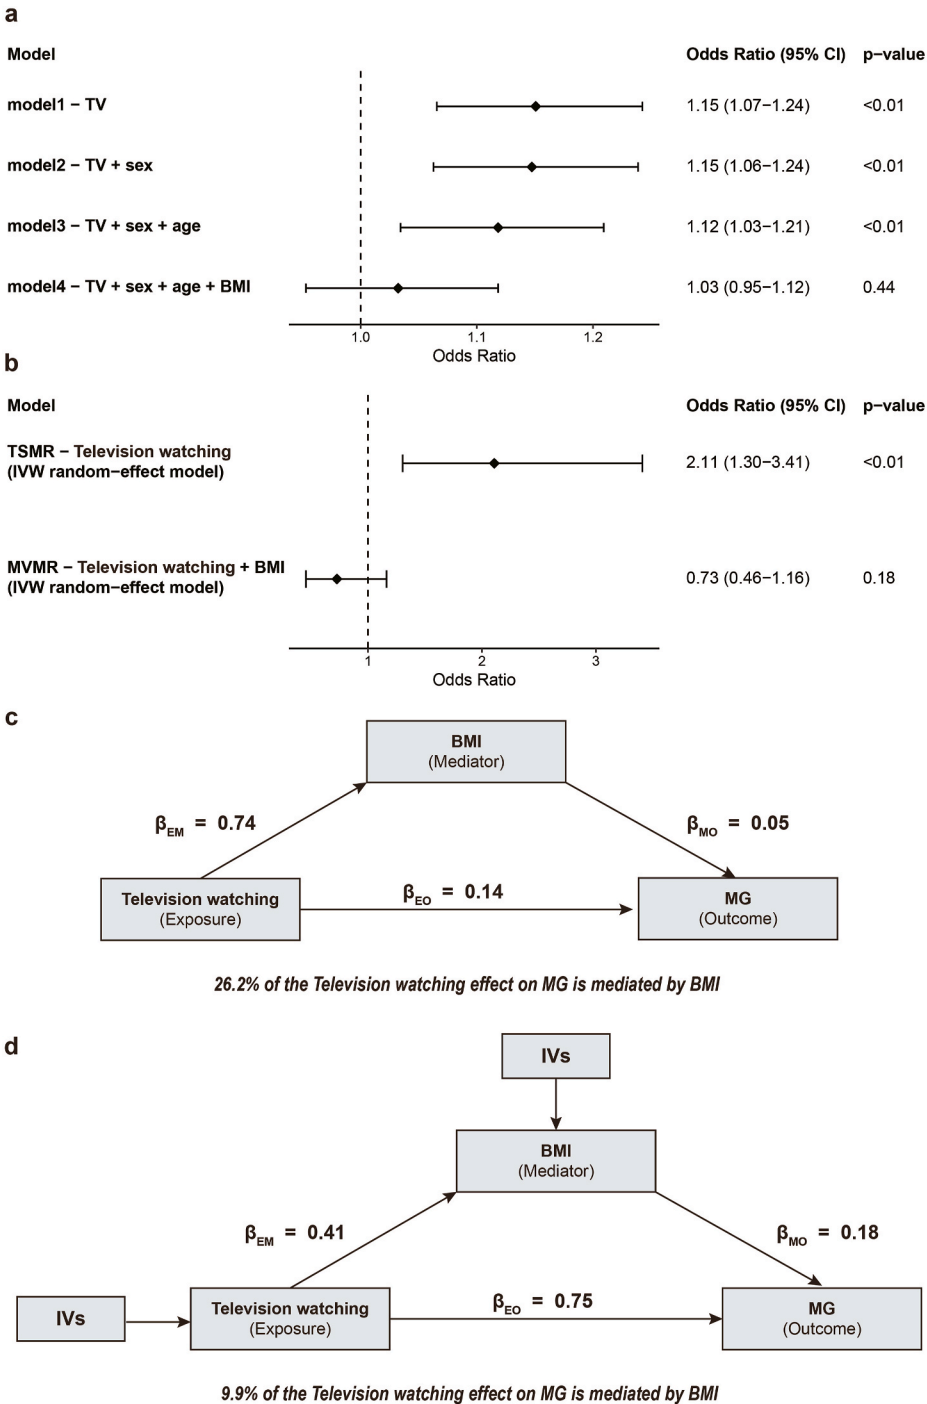 a
Model Odds Ratio (95% CI) p−value
model1 − TV 1.15 (1.07−1.24) <0.01
model2 − TV + sex 1.15 (1.06−1.24) <0.01
model3 − TV + sex + age 1.12 (1.03−1.21) <0.01
model4 − TV + sex + age + BMI 1.03 (0.95−1.12) 0.44
1.0 1.1 1.2
Odds Ratio
b
Model Odds Ratio (95% CI) p−value
TSMR − Television watching
(IVW random−effect model) 2.11 (1.30−3.41) <0.01
MVMR − Television watching + BMI
(IVW random−effect model) 0.73 (0.46−1.16) 0.18
1 2 3
Odds Ratio
c
BMI
(Mediator)
βEM = 0.74 βMO = 0.05
Television watching
(Exposure)
βEO = 0.14
MG
(Outcome)
26.2% of the Television watching effect on MG is mediated by BMI
d
IVs
BMI
(Mediator)
βEM = 0.41 βMO = 0.18
IVs
Television watching
(Exposure)
βEO = 0.75
MG
(Outcome)
9.9% of the Television watching effect on MG is mediated by BMI